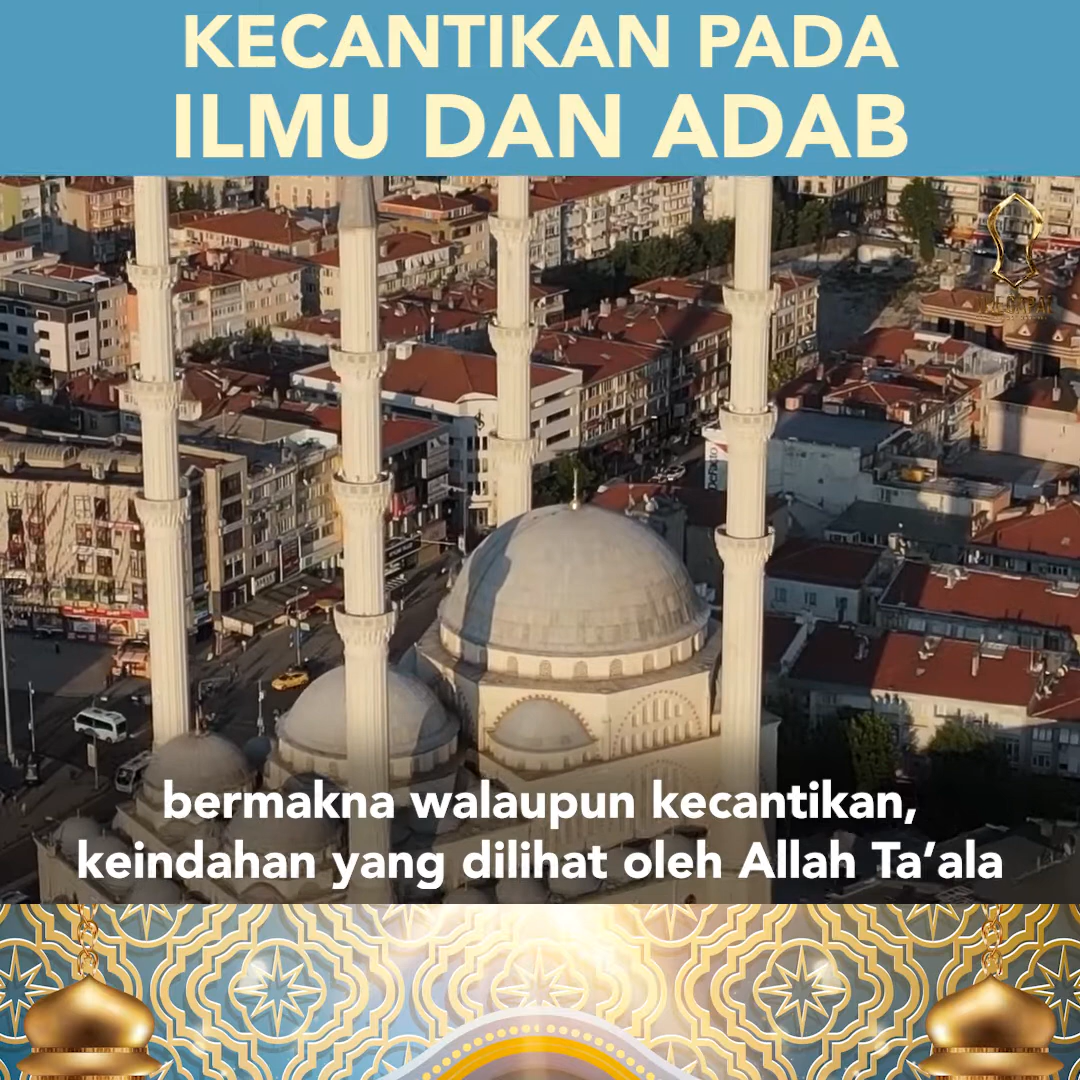 KECANTIKAN PADA
ILMU DAN ADAB
bermakna walaupun kecantikan,
keindahan yang dilihat oleh Allah Ta’ala